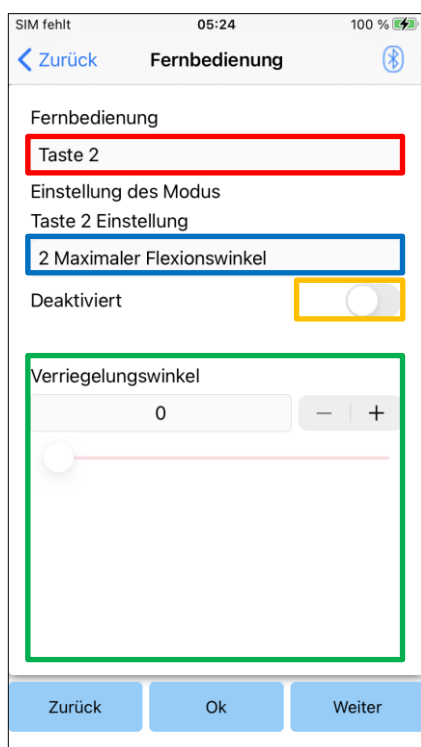 SIM fehlt 05:24 100 %
Zurück Fernbedienung
Fernbedienung
Taste 2
Einstellung des Modus
Taste 2 Einstellung
2 Maximaler Flexionswinkel
Deaktiviert
Verriegelungswinkel
0 − +
Zurück Ok Weiter